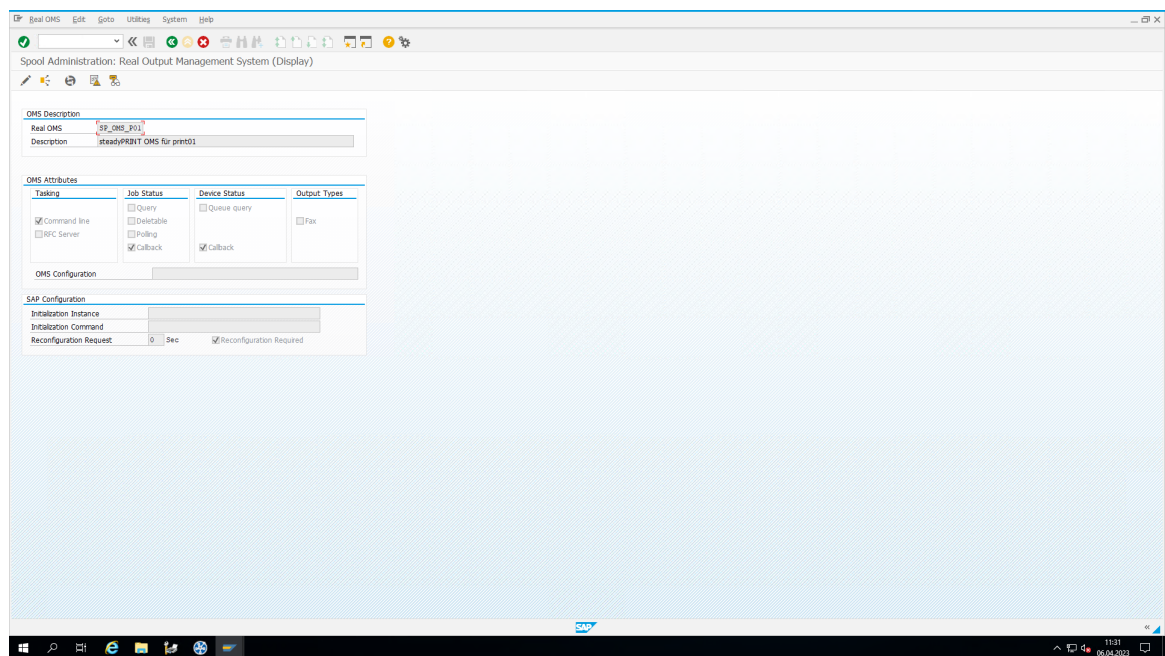 Real OMS Edit Goto Utilities System Help
Spool Administration: Real Output Management System (Display)
OMS Description
Real OMS SP_OMS_P01
Description steadyPRINT OMS für print01
OMS Attributes
Tasking Job Status Device Status Output Types
Query Queue query
Command line Deletable Fax
RFC Server Polling
Callback Callback
OMS Configuration
SAP Configuration
Initialization Instance
Initialization Command
Reconfiguration Request 0 Sec Reconfiguration Required
SAP
11:31
06.04.2023